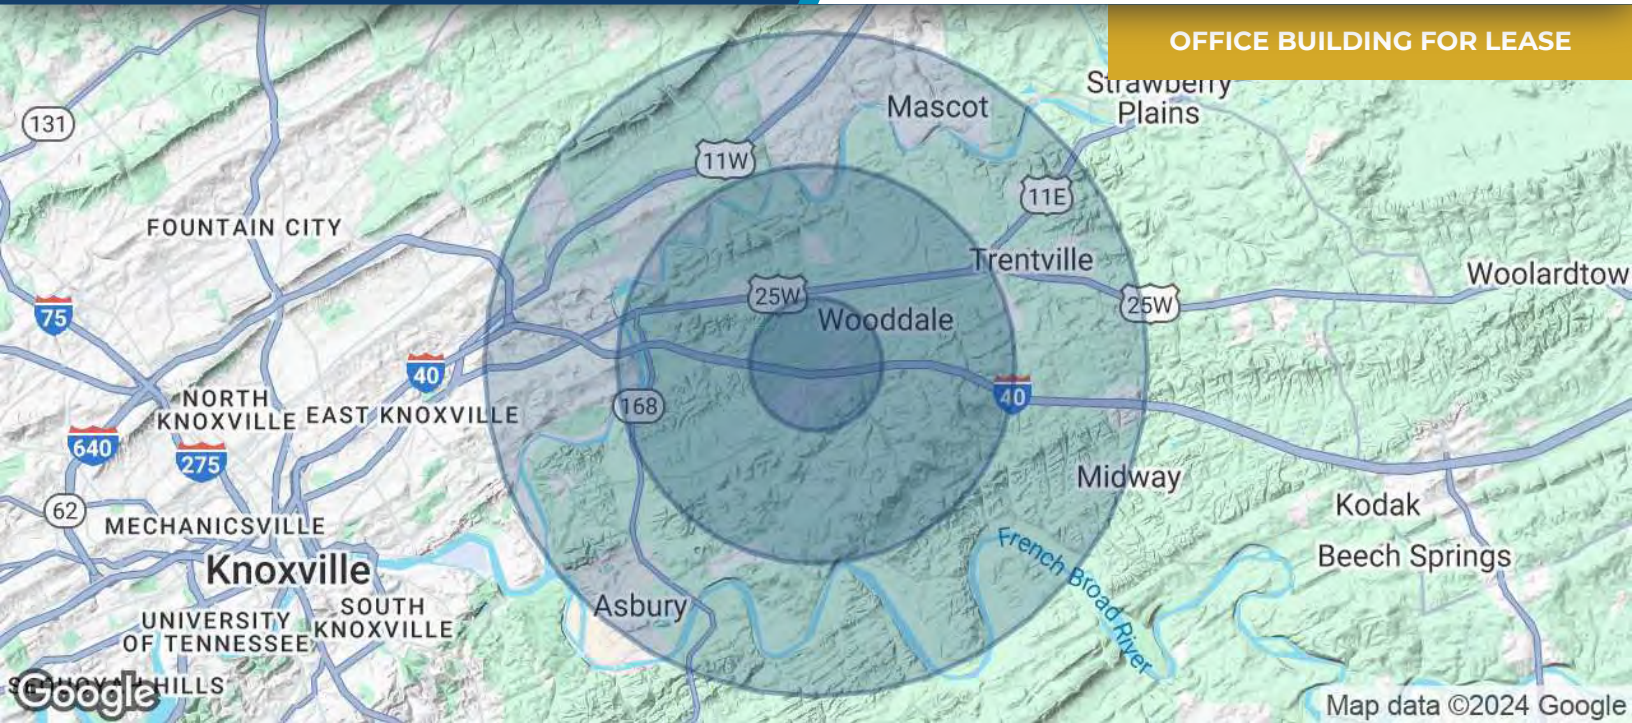 OFFICE BUILDING FOR LEASE
Strawberry
Plains
Mascot
131
11W
11E
FOUNTAIN CITY
Trentville
Woolardtow
25W
25W
75
Wooddale
40
40
NORTH
KNOXVILLE
EAST KNOXVILLE
168
640
275
Midway
62
Kodak
MECHANICSVILLE
French Broad River
Beech Springs
Knoxville
Asbury
UNIVERSITY
OF TENNESSEE
SOUTH
KNOXVILLE
SEQUOYAH HILLS
Google
Map data ©2024 Google